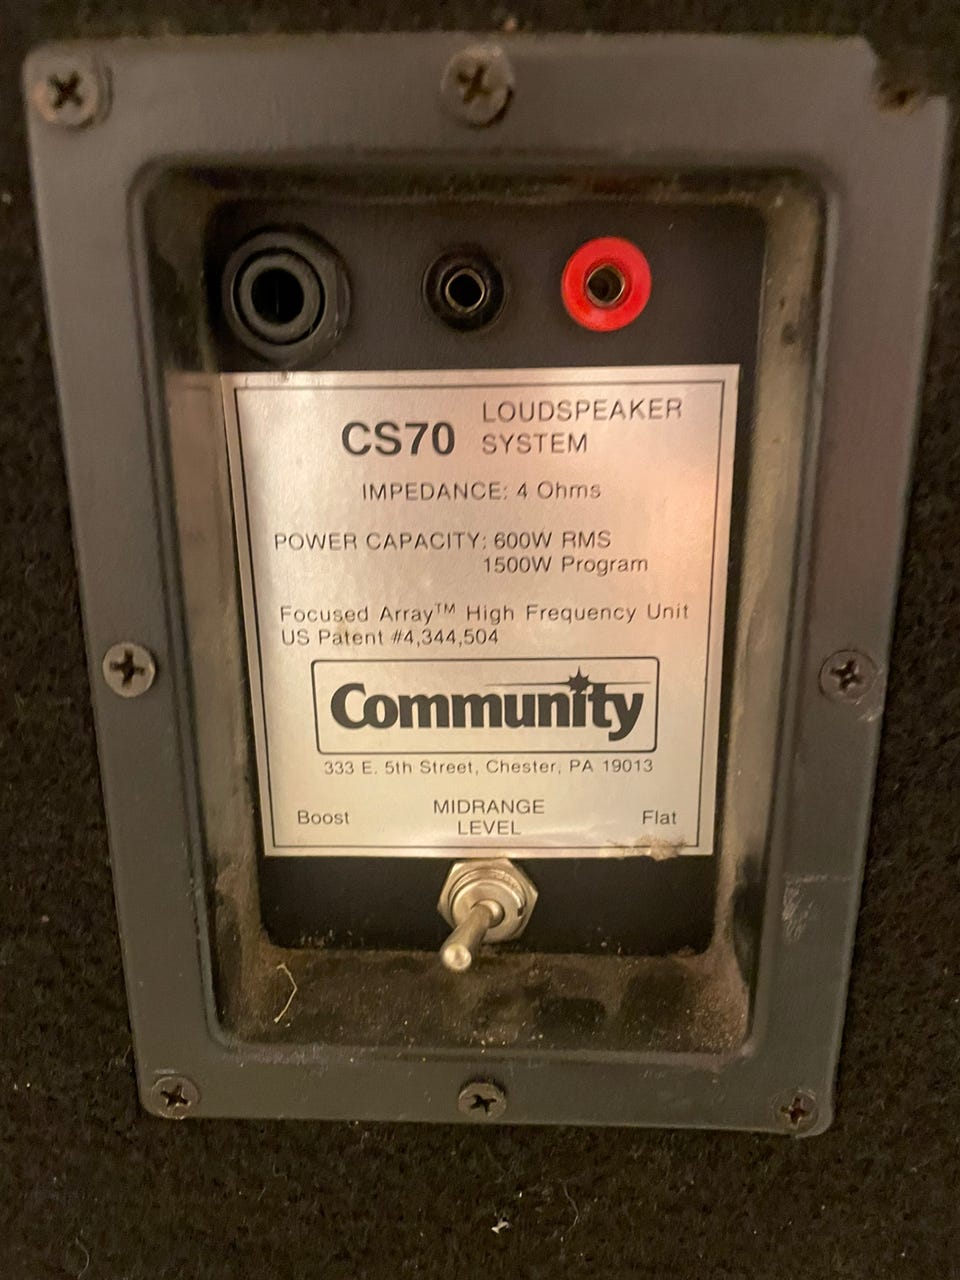 CS70 LOUDSPEAKER
SYSTEM
IMPEDANCE: 4 Ohms
POWER CAPACITY: 600W RMS
1500W Program
Focused Array™ High Frequency Unit
US Patent #4,344,504
Community
333 E. 5th Street, Chester, PA 19013
Boost MIDRANGE LEVEL Flat